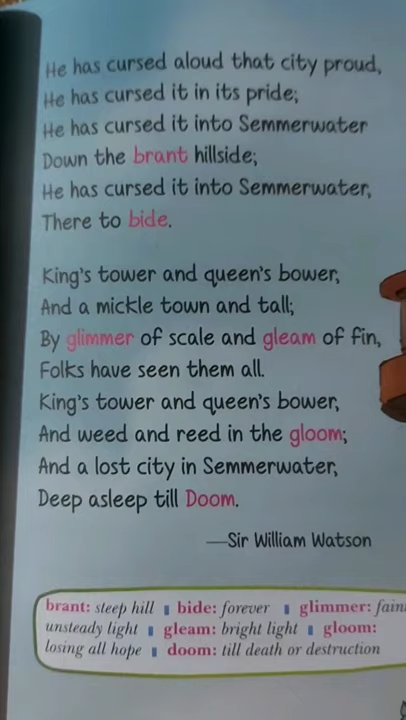 He has cursed aloud that city proud,
He has cursed it in its pride;
He has cursed it into Semmerwater
Down the brant hillside;
He has cursed it into Semmerwater,
There to bide.
King's tower and queen's bower,
And a mickle town and tall;
By glimmer of scale and gleam of fin,
Folks have seen them all.
King's tower and queen's bower,
And weed and reed in the gloom;
And a lost city in Semmerwater,
Deep asleep till Doom.
—Sir William Watson
brant: steep hill | bide: forever | glimmer:
unsteady light | gleam: bright light | gloom:
losing all hope | doom: till death or destruction